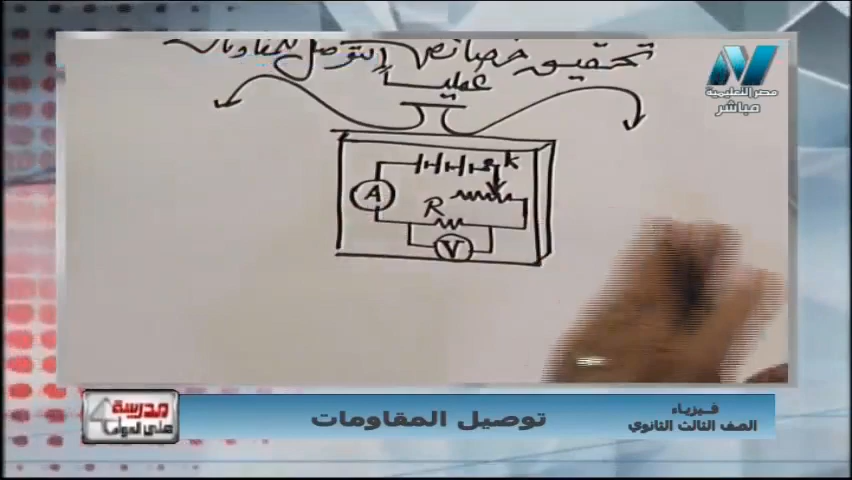 تحقيق خصائص التوصيل للمقاومات
عمليا
مصر التعليمية
مباشر
K
A
R
V
مدرسة
على الهواء
توصيل المقاومات
فيزياء
الصف الثالث الثانوي